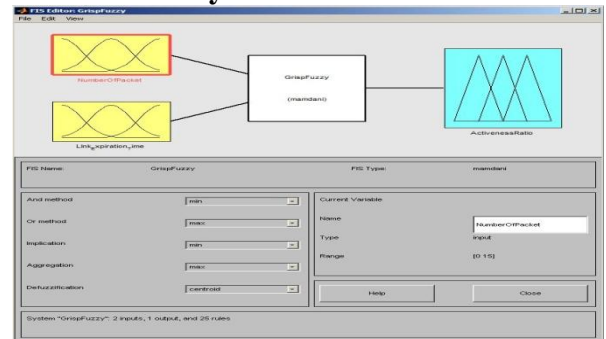 FIS Editor: GrispFuzzy
File Edit View
NumberOfPacket
GrispFuzzy
(mamdani)
Link_Expiration_Time
ActivenessRatio
FIS Name: GrispFuzzy FIS Type: mamdani
And method min
Or method max
Implication min
Aggregation max
Defuzzification centroid
Current Variable
Name NumberOfPacket
Type input
Range [0 15]
Help Close
System "GrispFuzzy": 2 inputs, 1 output, and 25 rules